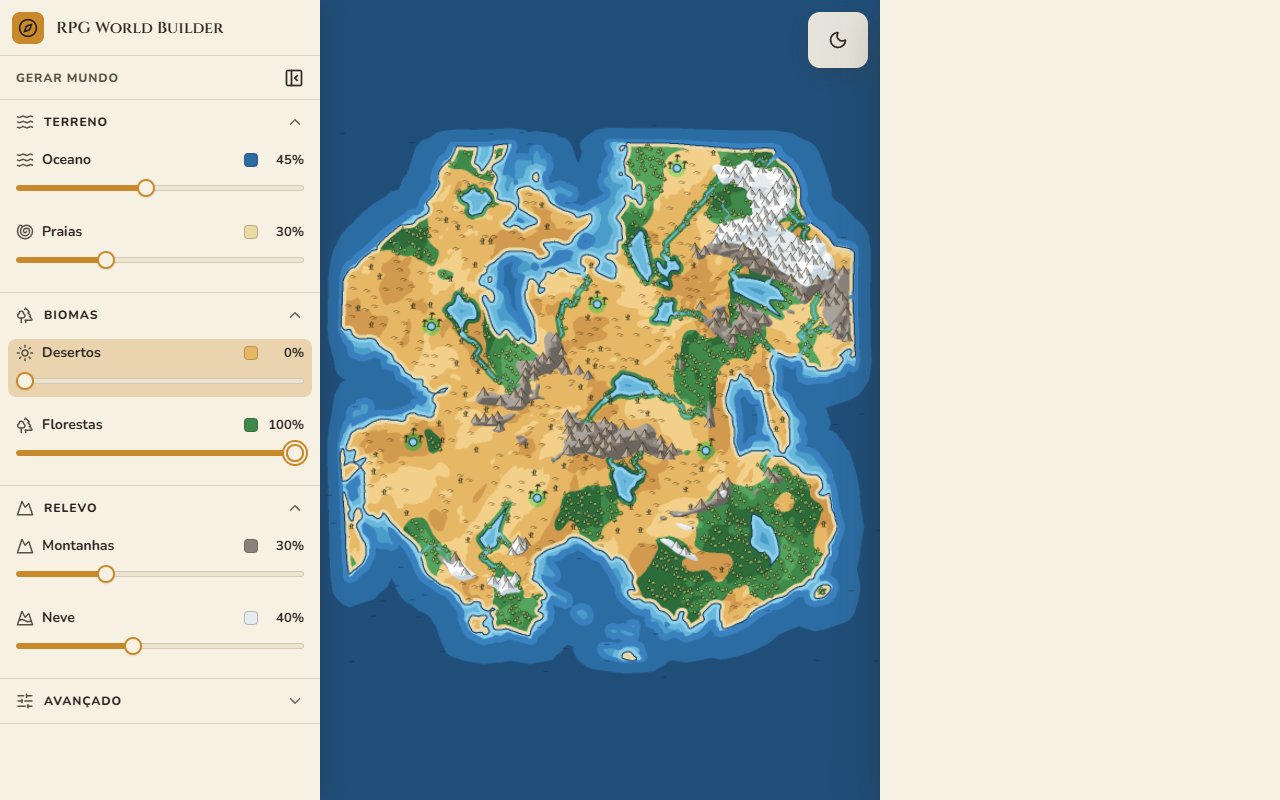 RPG World Builder
GERAR MUNDO
TERRENO
Oceano 45%
Praias 30%
BIOMAS
Desertos 0%
Florestas 100%
RELEVO
Montanhas 30%
Neve 40%
AVANÇADO